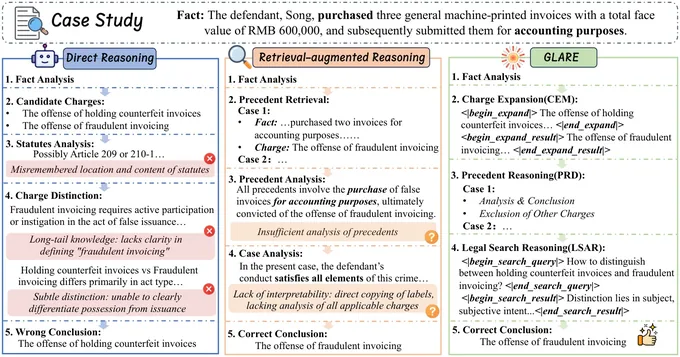 Case Study
Fact: The defendant, Song, purchased three general machine-printed invoices with a total face
value of RMB 600,000, and subsequently submitted them for accounting purposes.
Direct Reasoning
1. Fact Analysis
2. Candidate Charges:
• The offense of holding counterfeit invoices
• The offense of fraudulent invoicing
3. Statutes Analysis:
Possibly Article 209 or 210-1…
Misremembered location and content of statutes
4. Charge Distinction:
Fraudulent invoicing requires active participation
or instigation in the act of false issuance…
Long-tail knowledge: lacks clarity in
defining "fraudulent invoicing"
Holding counterfeit invoices vs Fraudulent
invoicing differs primarily in act type…
Subtle distinction: unable to clearly
differentiate possession from issuance
5. Wrong Conclusion:
The offense of holding counterfeit invoices
Retrieval-augmented Reasoning
1. Fact Analysis
2. Precedent Retrieval:
Case 1:
• Fact: …purchased two invoices for
accounting purposes……
• Charge: The offense of fraudulent invoicing
Case 2: …
3. Precedent Analysis:
All precedents involve the purchase of false
invoices for accounting purposes, ultimately
convicted of the offense of fraudulent invoicing.
Insufficient analysis of precedents
?
4. Case Analysis:
In the present case, the defendant's
conduct satisfies all elements of this crime…
Lack of interpretability: direct copying of labels,
lacking analysis of all applicable charges
?
5. Correct Conclusion:
The offense of fraudulent invoicing
GLARE
1. Fact Analysis
2. Charge Expansion(CEM):
<|begin_expand|> The offense of holding
counterfeit invoices… <|end_expand|>
<|begin_expand_result|> The offense of fraudulent
invoicing… <|end_expand_result|>
3. Precedent Reasoning(PRD):
Case 1:
• Analysis & Conclusion
• Exclusion of Other Charges
Case 2: …
4. Legal Search Reasoning(LSAR):
<|begin_search_query|> How to distinguish
between holding counterfeit invoices and fraudulent
invoicing? <|end_search_query|>
<|begin_search_result|> Distinction lies in subject,
subjective intent...<|end_search_result|>
5. Correct Conclusion:
The offense of fraudulent invoicing